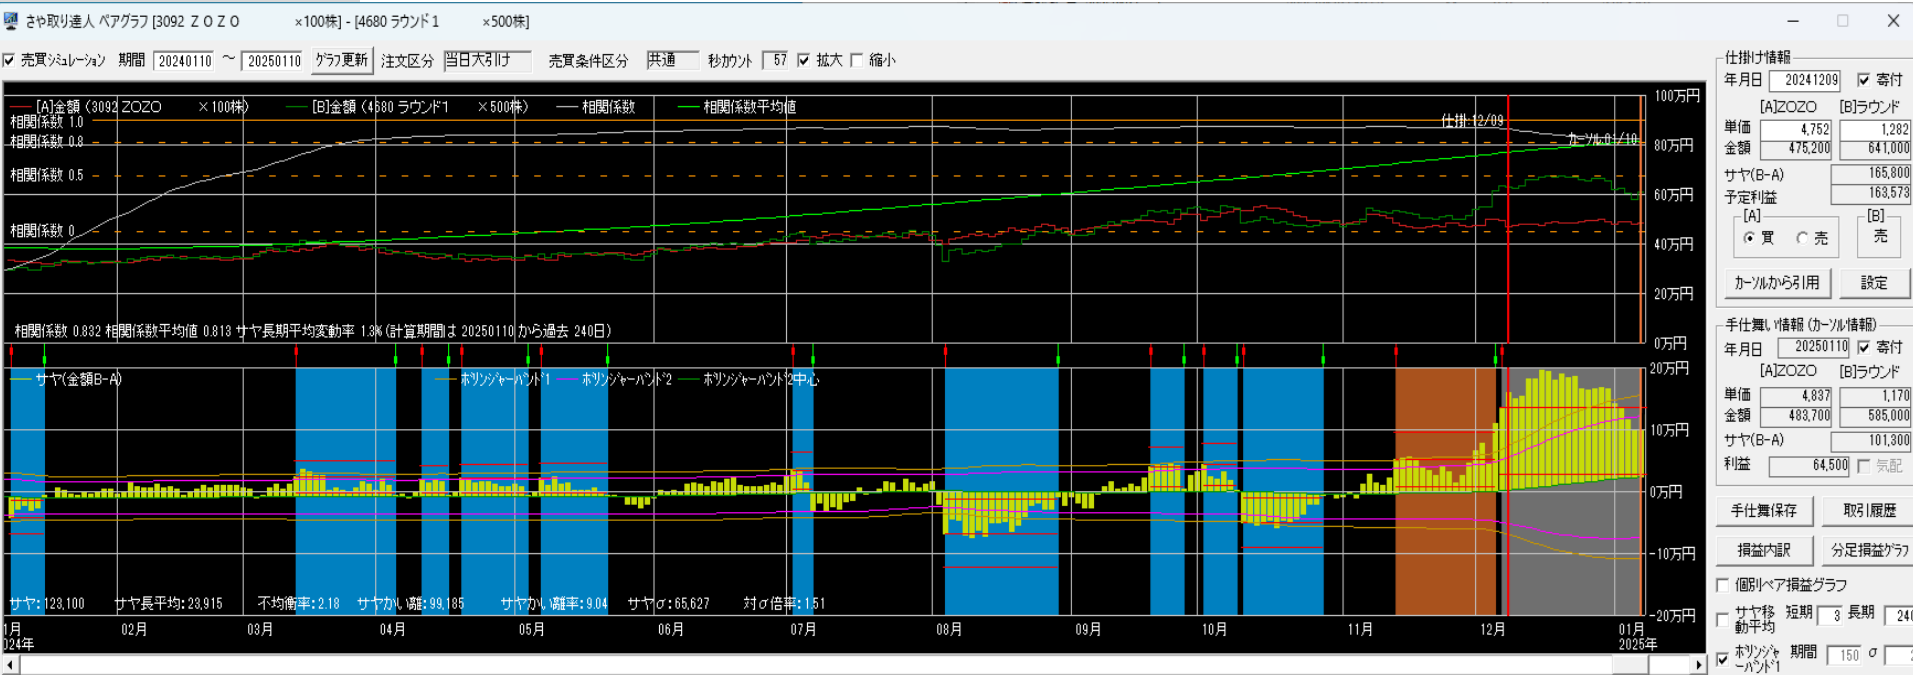 さや取り達人 ペアグラフ [3092 ＺＯＺＯ ×100株] - [4680 ラウンド１ ×500株]
売買シミュレーション 期間 20240110 ～ 20250110 グラフ更新 注文区分 当日大引け 売買条件区分 共通 秒カウント 57 拡大 縮小
[A]金額 (3092 ZOZO ×100株) [B]金額 (4680 ラウンド1 ×500株) 相関係数 相関係数平均値
相関係数 1.0
相関係数 0.8
相関係数 0.5
相関係数 0
仕掛:12/09
カーソル:01/10
100万円
80万円
60万円
40万円
20万円
0万円
相関係数 0.832 相関係数平均値 0.813 サヤ長期平均変動率 1.3% (計算期間は 20250110 から過去 240日)
サヤ(金額B-A) ボリンジャーバンド1 ボリンジャーバンド2 ボリンジャーバンド2中心
20万円
10万円
0万円
-10万円
-20万円
サヤ:123,100 サヤ長平均:23,915 不均衡率:2.18 サヤかい離:99,185 サヤかい離率:9.04 サヤσ:65,627 対σ倍率:1.51
1月 02月 03月 04月 05月 06月 07月 08月 09月 10月 11月 12月 01月
024年 2025年
仕掛け情報
年月日 20241209 寄付
[A]ZOZO [B]ラウンド
単価 4,752 1,282
金額 475,200 641,000
サヤ(B-A) 165,800
予定利益 163,573
[A] [B]
買 売 売
カーソルから引用 設定
手仕舞い情報 (カーソル情報)
年月日 20250110 寄付
[A]ZOZO [B]ラウンド
単価 4,837 1,170
金額 483,700 585,000
サヤ(B-A) 101,300
利益 64,500 気配
手仕舞保存 取引履歴
損益内訳 分足損益グラフ
個別ペア損益グラフ
サヤ移動平均 短期 3 長期 240
ボリンジャーバンド1 期間 150 σ 2